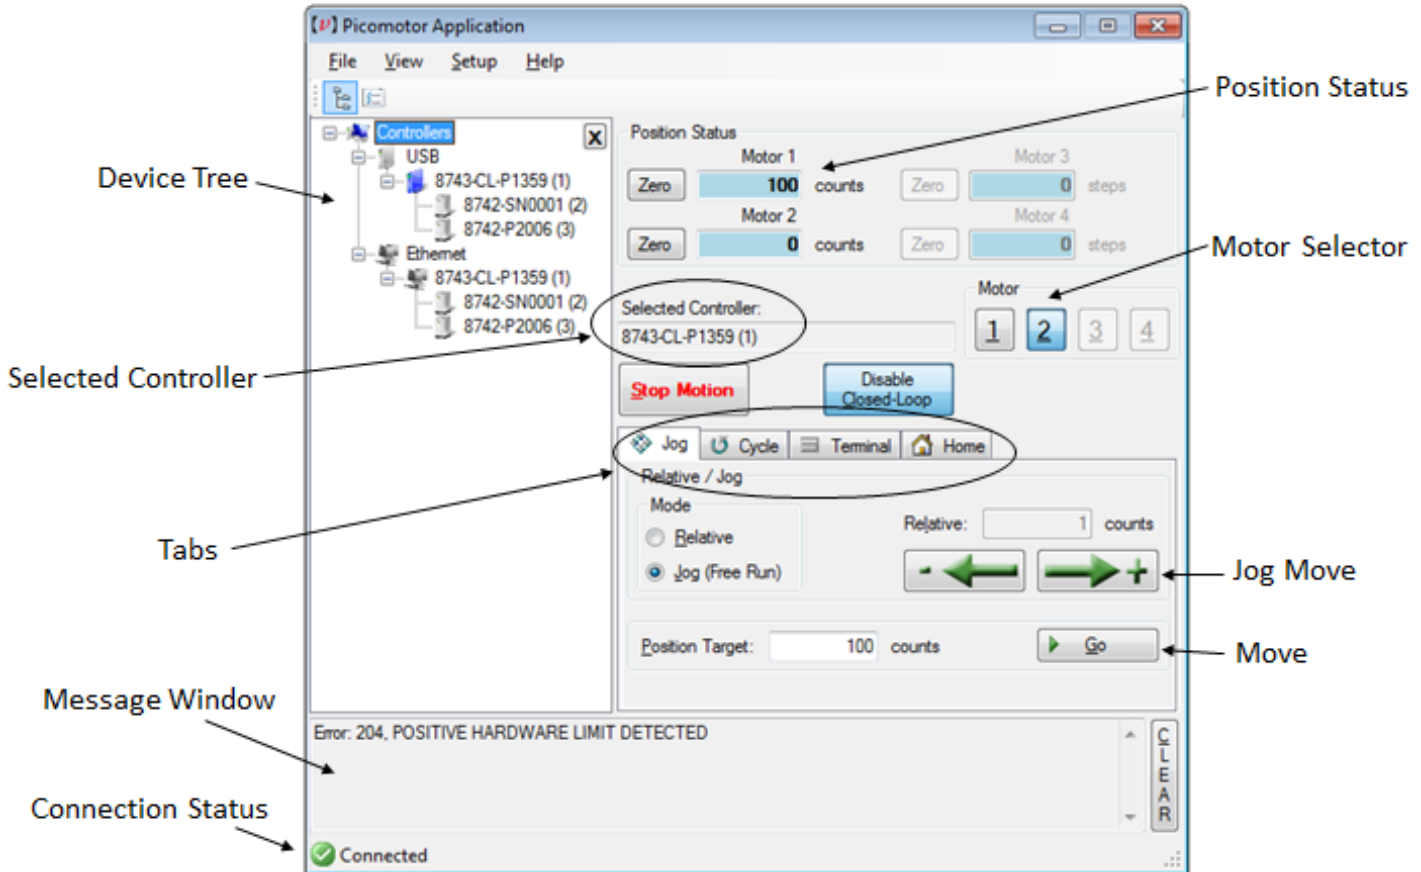 [ν] Picomotor Application
File View Setup Help
Position Status
Device Tree
Controllers
X
USB
8743-CL-P1359 (1)
8742-SN0001 (2)
8742-P2006 (3)
Ethernet
8743-CL-P1359 (1)
8742-SN0001 (2)
8742-P2006 (3)
Position Status
Motor 1
Motor 3
Zero 100 counts
Zero 0 steps
Motor 2
Motor 4
Zero 0 counts
Zero 0 steps
Motor Selector
Selected Controller:
8743-CL-P1359 (1)
Motor
1 2 3 4
Selected Controller
Stop Motion
Disable
Closed-Loop
Jog Cycle Terminal Home
Tabs
Relative / Jog
Mode
Relative
Jog (Free Run)
Relative: 1 counts
- +
Jog Move
Position Target: 100 counts
Go
Move
Message Window
Error: 204, POSITIVE HARDWARE LIMIT DETECTED
CLEAR
Connection Status
Connected